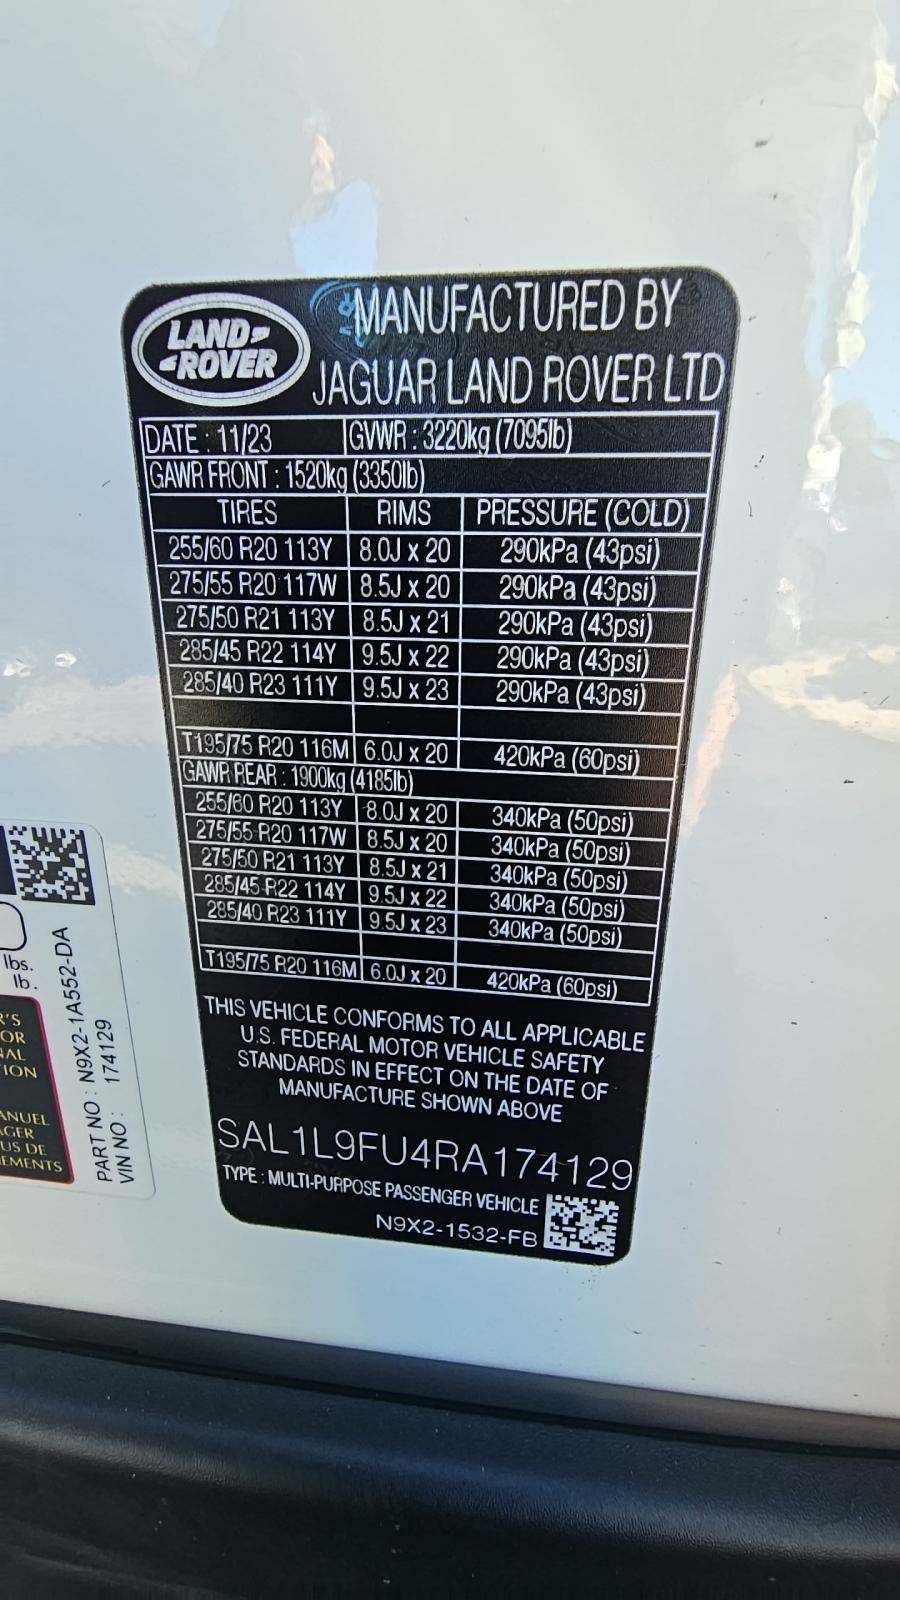 LAND
ROVER
MANUFACTURED BY
JAGUAR LAND ROVER LTD
DATE : 11/23 GVWR : 3220kg (7095lb)
GAWR FRONT : 1520kg (3350lb)
TIRES RIMS PRESSURE (COLD)
255/60 R20 113Y 8.0J x 20 290kPa (43psi)
275/55 R20 117W 8.5J x 20 290kPa (43psi)
275/50 R21 113Y 8.5J x 21 290kPa (43psi)
285/45 R22 114Y 9.5J x 22 290kPa (43psi)
285/40 R23 111Y 9.5J x 23 290kPa (43psi)
T195/75 R20 116M 6.0J x 20 420kPa (60psi)
GAWR REAR : 1900kg (4185lb)
255/60 R20 113Y 8.0J x 20 340kPa (50psi)
275/55 R20 117W 8.5J x 20 340kPa (50psi)
275/50 R21 113Y 8.5J x 21 340kPa (50psi)
285/45 R22 114Y 9.5J x 22 340kPa (50psi)
285/40 R23 111Y 9.5J x 23 340kPa (50psi)
T195/75 R20 116M 6.0J x 20 420kPa (60psi)
THIS VEHICLE CONFORMS TO ALL APPLICABLE
U.S. FEDERAL MOTOR VEHICLE SAFETY
STANDARDS IN EFFECT ON THE DATE OF
MANUFACTURE SHOWN ABOVE
SAL1L9FU4RA174129
TYPE : MULTI-PURPOSE PASSENGER VEHICLE
N9X2-1532-FB
lbs.
lb.
PART NO : N9X2-1A552-DA
VIN NO : 174129
US DE